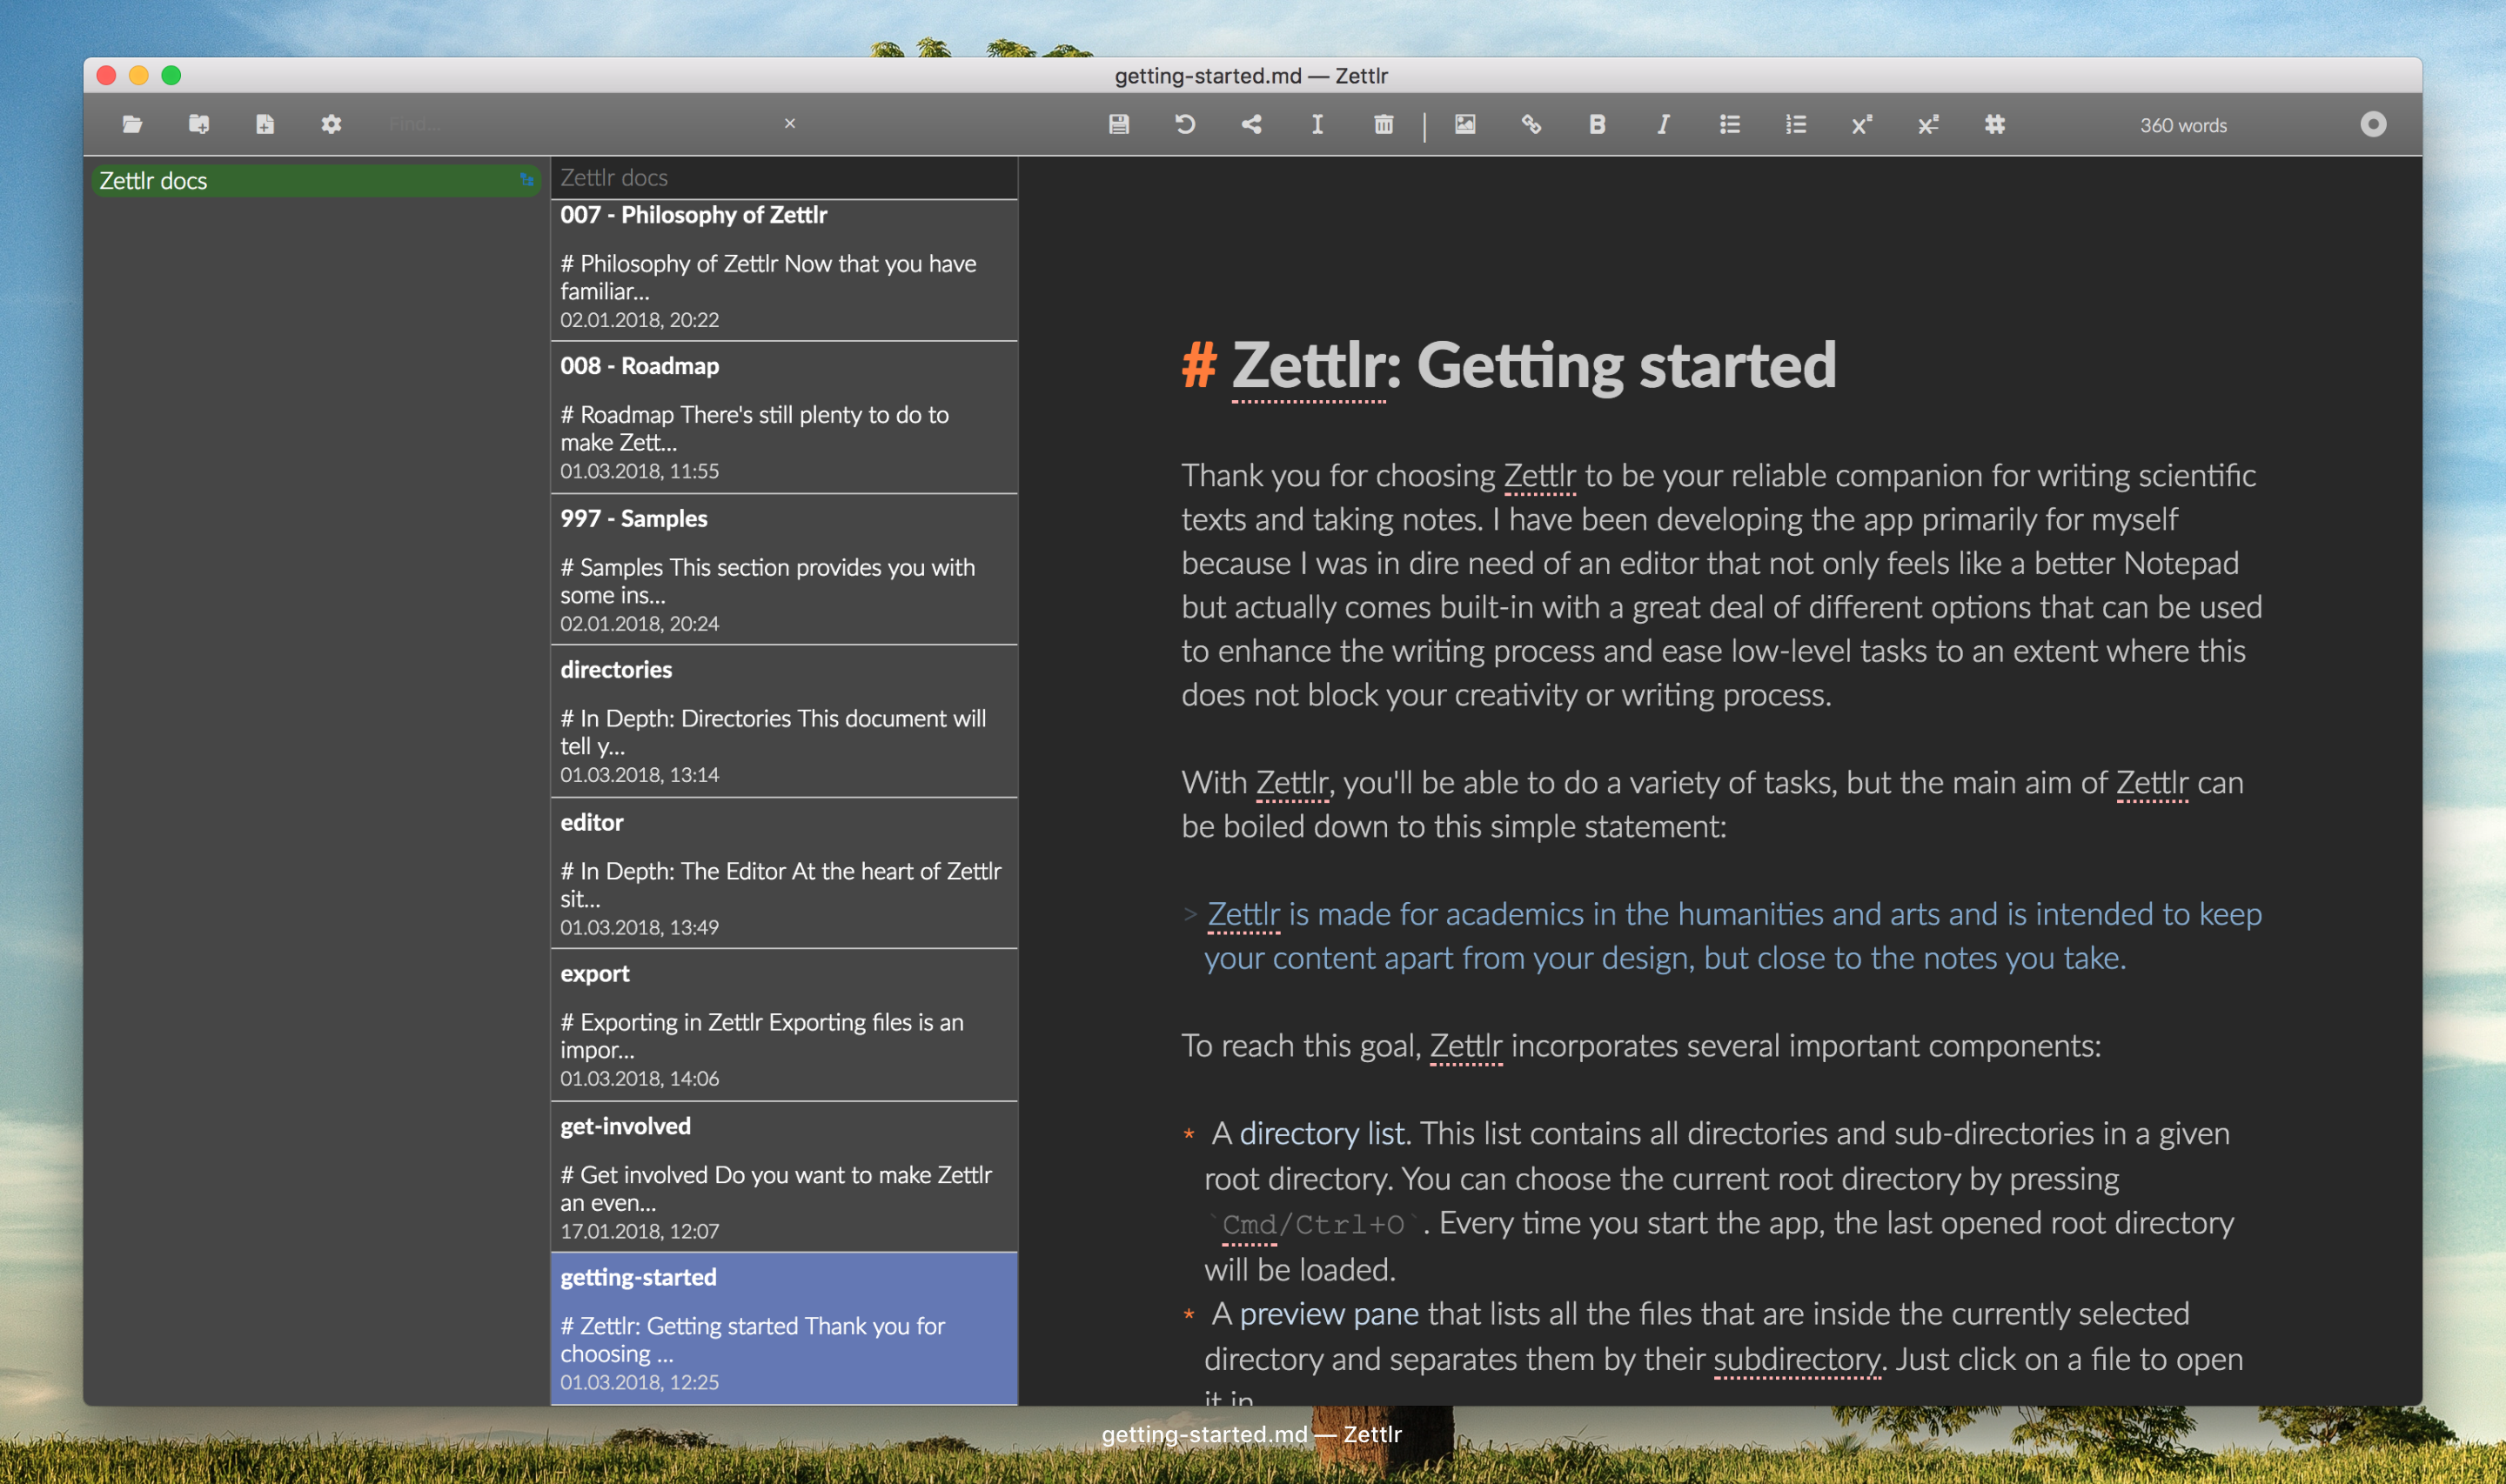 getting-started.md — Zettlr
Find...
360 words
Zettlr docs
Zettlr docs
007 - Philosophy of Zettlr
# Philosophy of Zettlr Now that you have
familiar...
02.01.2018, 20:22
008 - Roadmap
# Roadmap There's still plenty to do to
make Zett...
01.03.2018, 11:55
997 - Samples
# Samples This section provides you with
some ins...
02.01.2018, 20:24
directories
# In Depth: Directories This document will
tell y...
01.03.2018, 13:14
editor
# In Depth: The Editor At the heart of Zettlr
sit...
01.03.2018, 13:49
export
# Exporting in Zettlr Exporting files is an
impor...
01.03.2018, 14:06
get-involved
# Get involved Do you want to make Zettlr
an even...
17.01.2018, 12:07
getting-started
# Zettlr: Getting started Thank you for
choosing ...
01.03.2018, 12:25
# Zettlr: Getting started
Thank you for choosing Zettlr to be your reliable companion for writing scientific
texts and taking notes. I have been developing the app primarily for myself
because I was in dire need of an editor that not only feels like a better Notepad
but actually comes built-in with a great deal of different options that can be used
to enhance the writing process and ease low-level tasks to an extent where this
does not block your creativity or writing process.
With Zettlr, you'll be able to do a variety of tasks, but the main aim of Zettlr can
be boiled down to this simple statement:
> Zettlr is made for academics in the humanities and arts and is intended to keep
your content apart from your design, but close to the notes you take.
To reach this goal, Zettlr incorporates several important components:
* A directory list. This list contains all directories and sub-directories in a given
root directory. You can choose the current root directory by pressing
`Cmd/Ctrl+O`. Every time you start the app, the last opened root directory
will be loaded.
* A preview pane that lists all the files that are inside the currently selected
directory and separates them by their subdirectory. Just click on a file to open
it in
getting-started.md — Zettlr